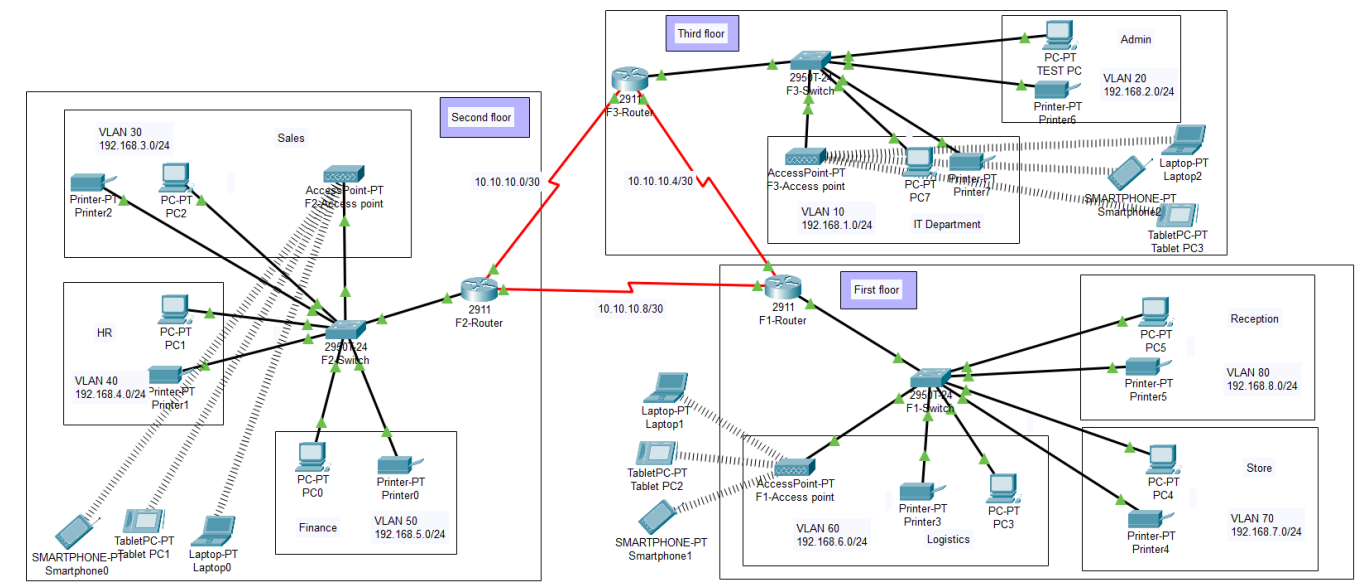 Third floor
Admin
PC-PT
TEST PC
VLAN 20
192.168.2.0/24
Printer-PT
Printer6
2950T-24
F3-Switch
2911
F3-Router
AccessPoint-PT
F3-Access point
PC-PT
PC7
Printer-PT
Printer7
Laptop-PT
Laptop2
SMARTPHONE-PT
Smartphone2
TabletPC-PT
Tablet PC3
VLAN 10
192.168.1.0/24
IT Department
10.10.10.0/30
10.10.10.4/30
10.10.10.8/30
Second floor
VLAN 30
192.168.3.0/24
Sales
Printer-PT
Printer2
PC-PT
PC2
AccessPoint-PT
F2-Access point
HR
PC-PT
PC1
VLAN 40
192.168.4.0/24
Printer-PT
Printer1
2950T-24
F2-Switch
2911
F2-Router
PC-PT
PC0
Printer-PT
Printer0
Finance
VLAN 50
192.168.5.0/24
SMARTPHONE-PT
Smartphone0
TabletPC-PT
Tablet PC1
Laptop-PT
Laptop0
First floor
2911
F1-Router
2950T-24
F1-Switch
PC-PT
PC5
Reception
Printer-PT
Printer5
VLAN 80
192.168.8.0/24
Laptop-PT
Laptop1
TabletPC-PT
Tablet PC2
SMARTPHONE-PT
Smartphone1
AccessPoint-PT
F1-Access point
Printer-PT
Printer3
PC-PT
PC3
VLAN 60
192.168.6.0/24
Logistics
PC-PT
PC4
Store
Printer-PT
Printer4
VLAN 70
192.168.7.0/24